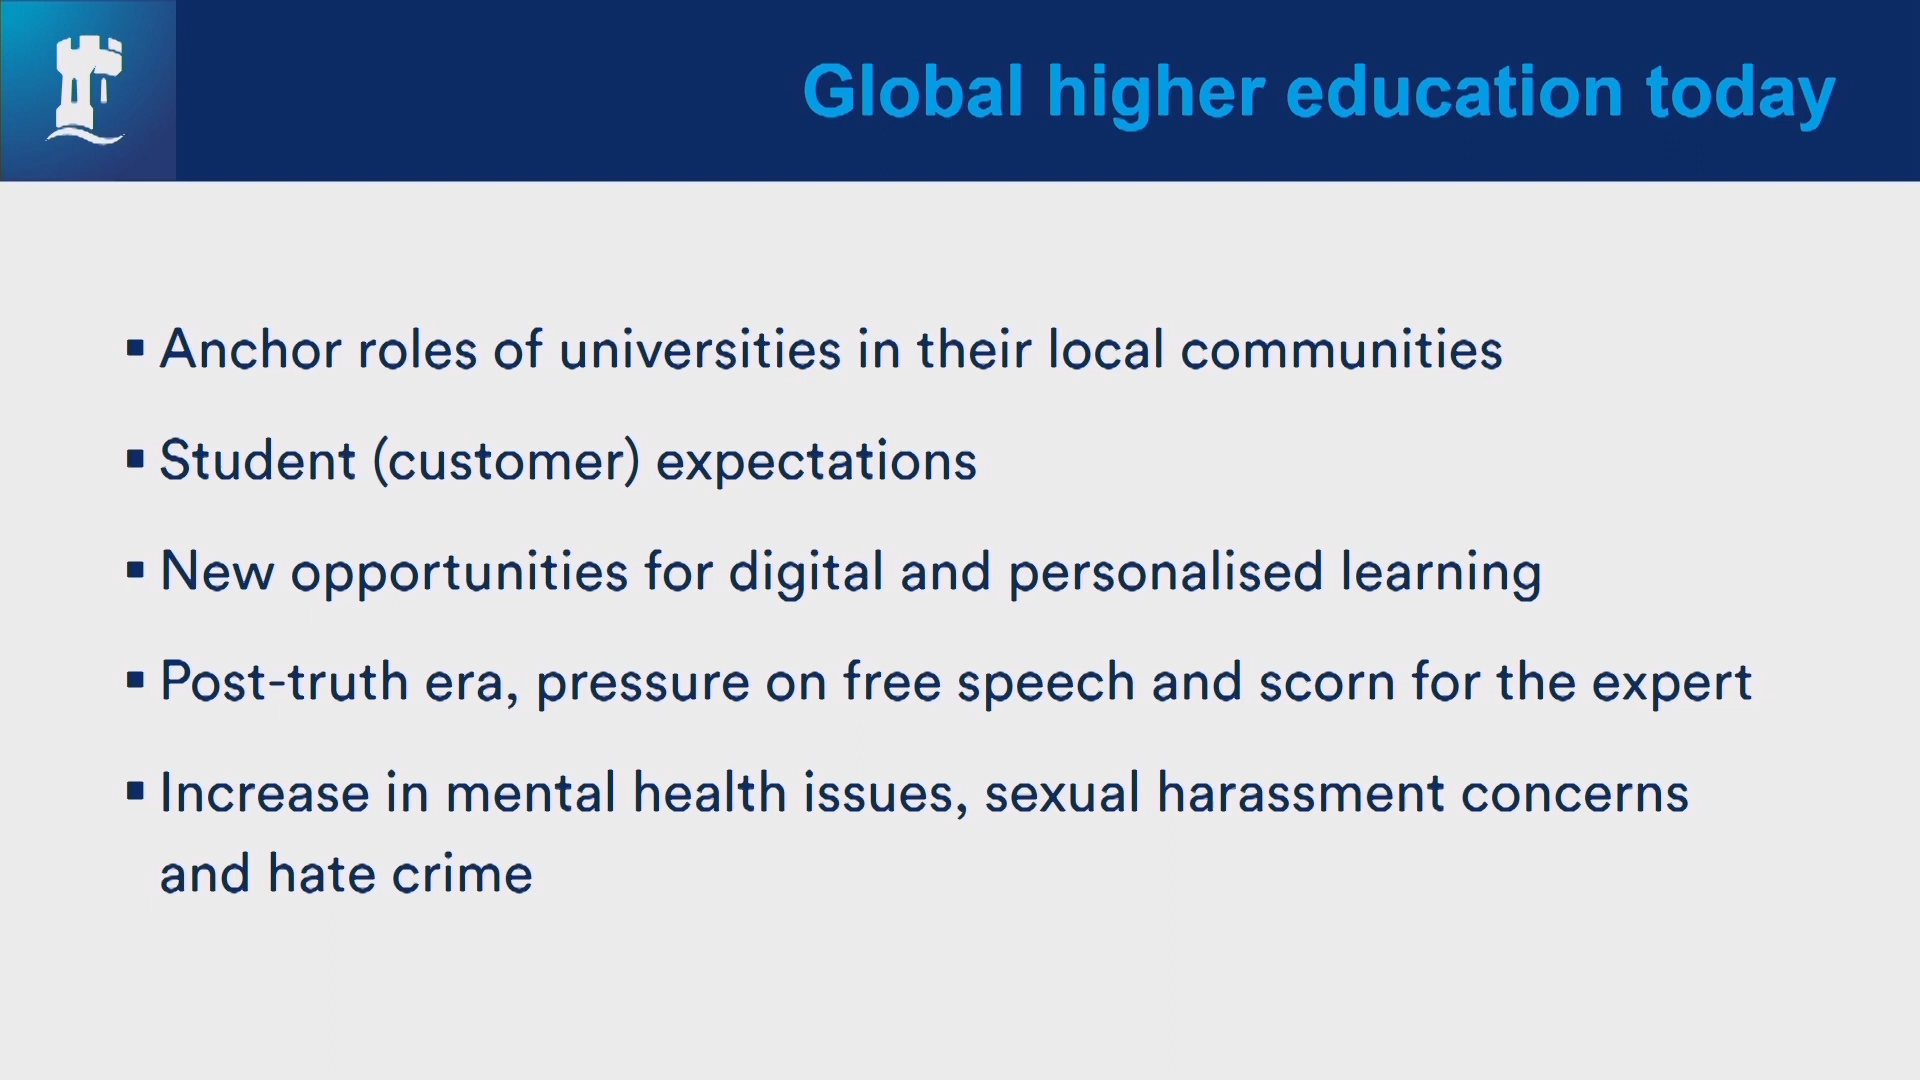 Global higher education today
▪ Anchor roles of universities in their local communities
▪ Student (customer) expectations
▪ New opportunities for digital and personalised learning
▪ Post-truth era, pressure on free speech and scorn for the expert
▪ Increase in mental health issues, sexual harassment concerns
and hate crime